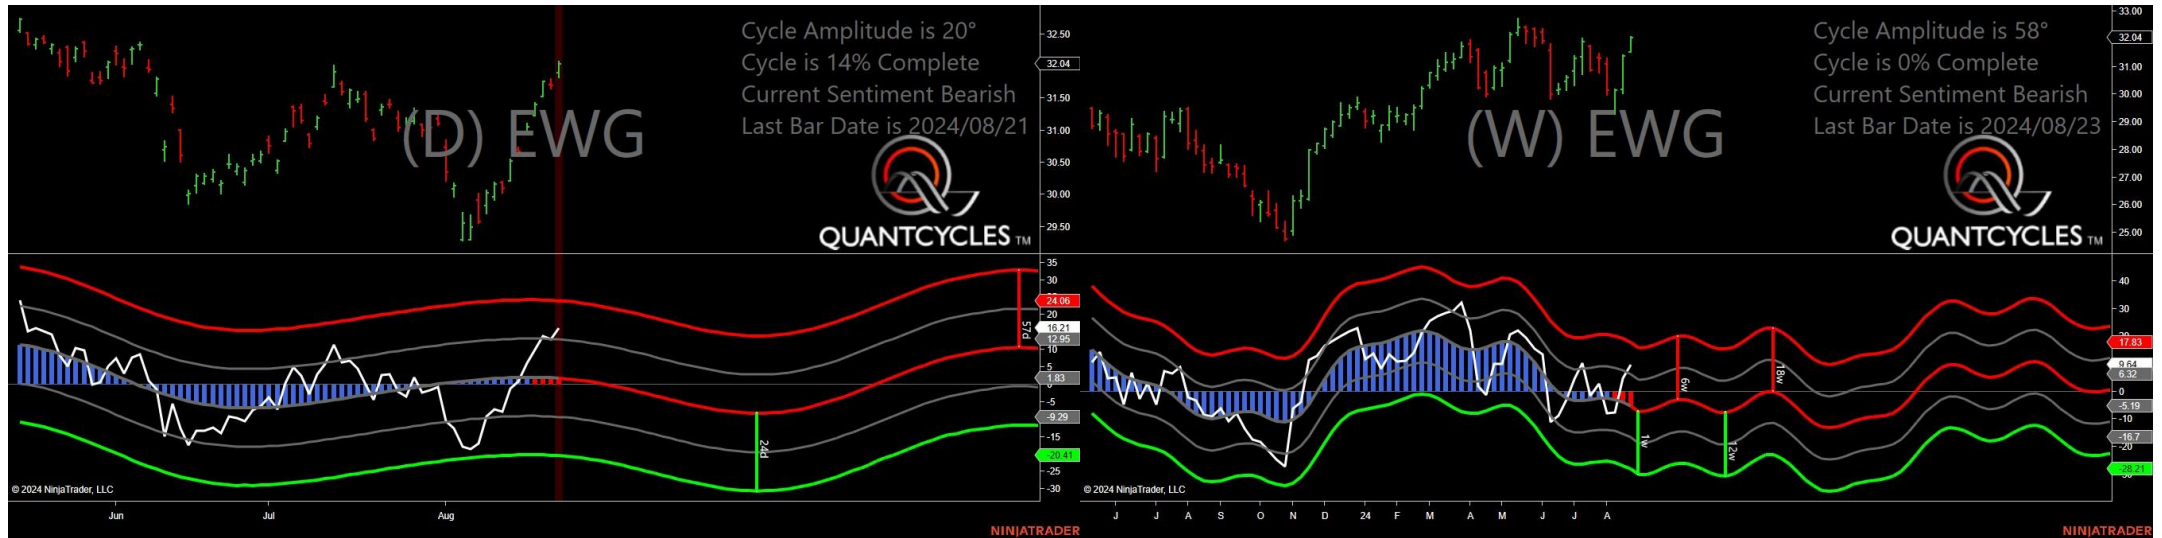 Cycle Amplitude is 20°
Cycle is 14% Complete
Current Sentiment Bearish
Last Bar Date is 2024/08/21
(D) EWG
QUANTCYCLES TM
32.50
32.04
31.50
31.00
30.50
30.00
29.50
35
30
24.06
20
16.21
12.95
10
5
1.83
-5
-9.29
-15
-20.41
-25
-30
57d
24d
© 2024 NinjaTrader, LLC
Jun Jul Aug
NINJATRADER
Cycle Amplitude is 58°
Cycle is 0% Complete
Current Sentiment Bearish
Last Bar Date is 2024/08/23
(W) EWG
QUANTCYCLES TM
33.00
32.04
31.00
30.00
29.00
28.00
27.00
26.00
25.00
40
30
20
17.83
9.64
6.32
0
-5.19
-10
-16.7
-20
-28.21
6w
18w
1w
12w
© 2024 NinjaTrader, LLC
J J A S O N D 24 F M A M J J A
NINJATRADER